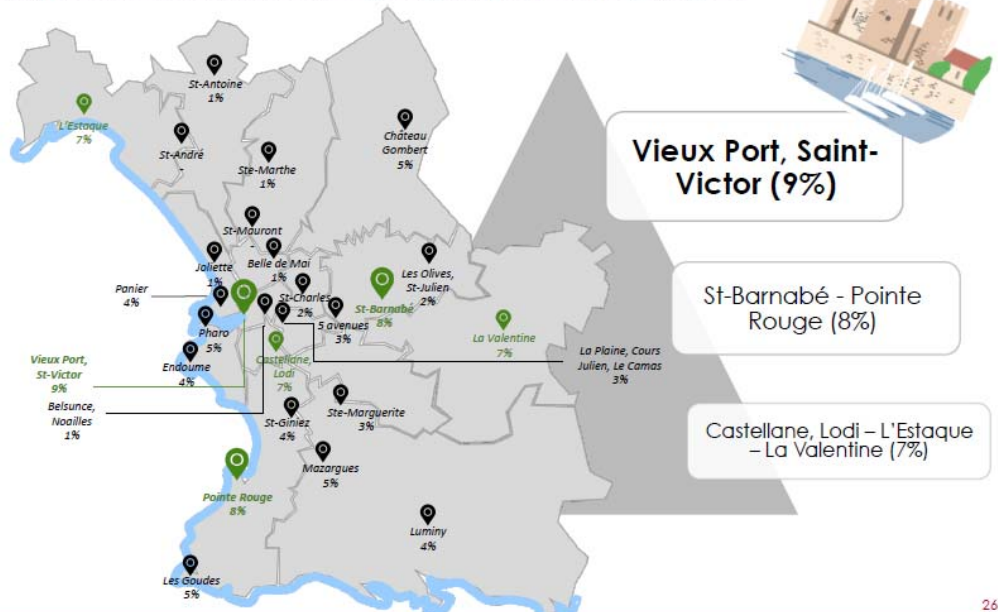 St-Antoine
1%
L'Estaque
7%
St-André
-
Ste-Marthe
1%
Château
Gombert
5%
St-Mauront
-
Joliette
1%
Belle de Mai
1%
Les Olives,
St-Julien
2%
Panier
4%
St-Charles
2%
St-Barnabé
8%
5 avenues
3%
La Valentine
7%
Pharo
5%
Endoume
4%
Castellane,
Lodi
7%
La Plaine, Cours
Julien, Le Camas
3%
Vieux Port,
St-Victor
9%
Belsunce,
Noailles
1%
St-Giniez
4%
Ste-Marguerite
3%
Mazargues
5%
Pointe Rouge
8%
Luminy
4%
Les Goudes
5%
Vieux Port, Saint-
Victor (9%)
St-Barnabé - Pointe
Rouge (8%)
Castellane, Lodi – L'Estaque
– La Valentine (7%)
26